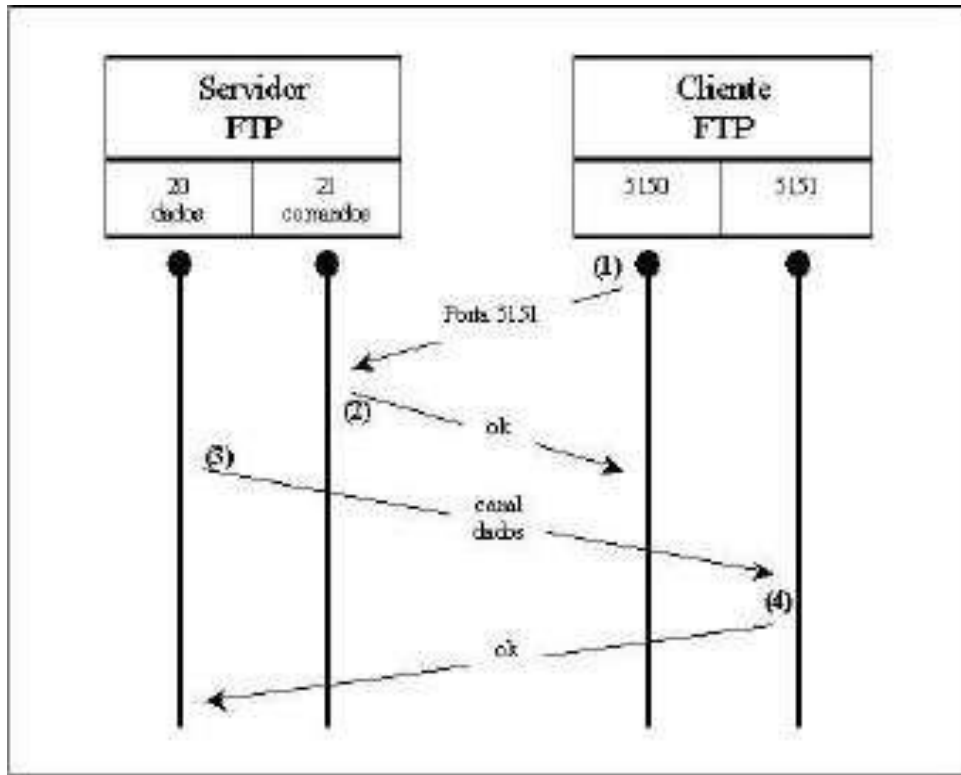 Servidor
FTP
Cliente
FTP
20
dados
21
comandos
5150
5151
(1)
Porta 5151
(2)
ok
(3)
canal
dados
(4)
ok